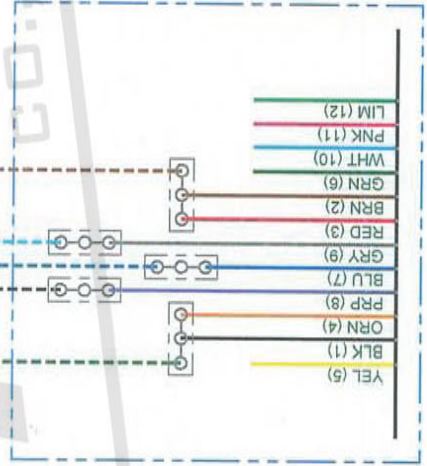 YEL (5)
BLK (1)
ORN (4)
PRP (8)
BLU (7)
GRY (9)
RED (3)
BRN (2)
GRN (6)
WHT (10)
PNK (11)
LIM (12)